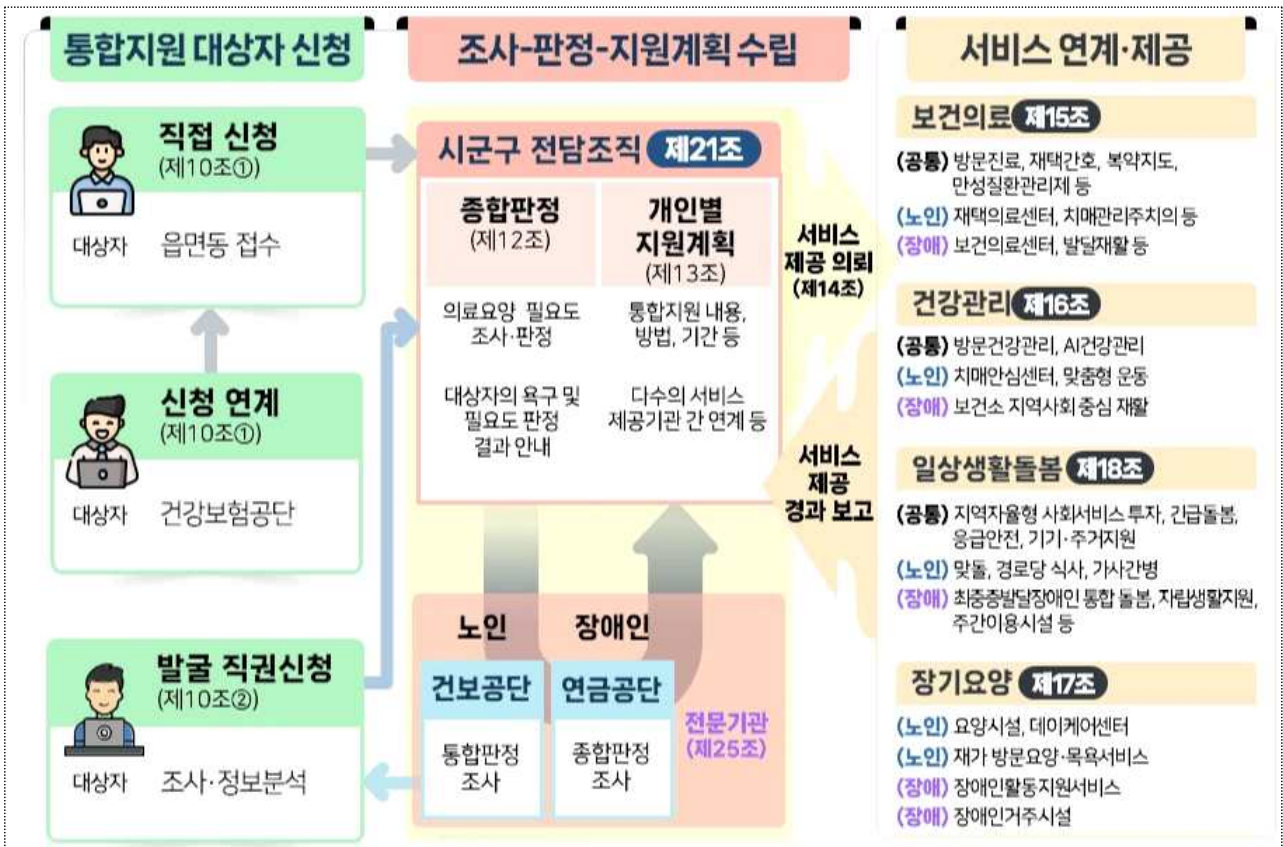 통합지원 대상자 신청
직접 신청
(제10조①)
대상자
읍면동 접수
신청 연계
(제10조①)
대상자
건강보험공단
발굴 직권신청
(제10조②)
대상자
조사·정보분석
조사-판정-지원계획 수립
시군구 전담조직 제21조
종합판정
(제12조)
의료요양 필요도
조사·판정
대상자의 욕구 및
필요도 판정
결과 안내
개인별
지원계획
(제13조)
통합지원 내용,
방법, 기간 등
다수의 서비스
제공기관 간 연계 등
노인
건보공단
통합판정
조사
장애인
연금공단
종합판정
조사
전문기관
(제25조)
서비스
제공 의뢰
(제14조)
서비스
제공
경과 보고
서비스 연계·제공
보건의료 제15조
(공통) 방문진료, 재택간호, 복약지도,
만성질환관리제 등
(노인) 재택의료센터, 치매관리주치의 등
(장애) 보건의료센터, 발달재활 등
건강관리 제16조
(공통) 방문건강관리, AI건강관리
(노인) 치매안심센터, 맞춤형 운동
(장애) 보건소 지역사회 중심 재활
일상생활돌봄 제18조
(공통) 지역자율형 사회서비스 투자, 긴급돌봄,
응급안전, 기기·주거지원
(노인) 맞돌, 경로당 식사, 가사간병
(장애) 최중증발달장애인 통합 돌봄, 자립생활지원,
주간이용시설 등
장기요양 제17조
(노인) 요양시설, 데이케어센터
(노인) 재가 방문요양·목욕서비스
(장애) 장애인활동지원서비스
(장애) 장애인거주시설